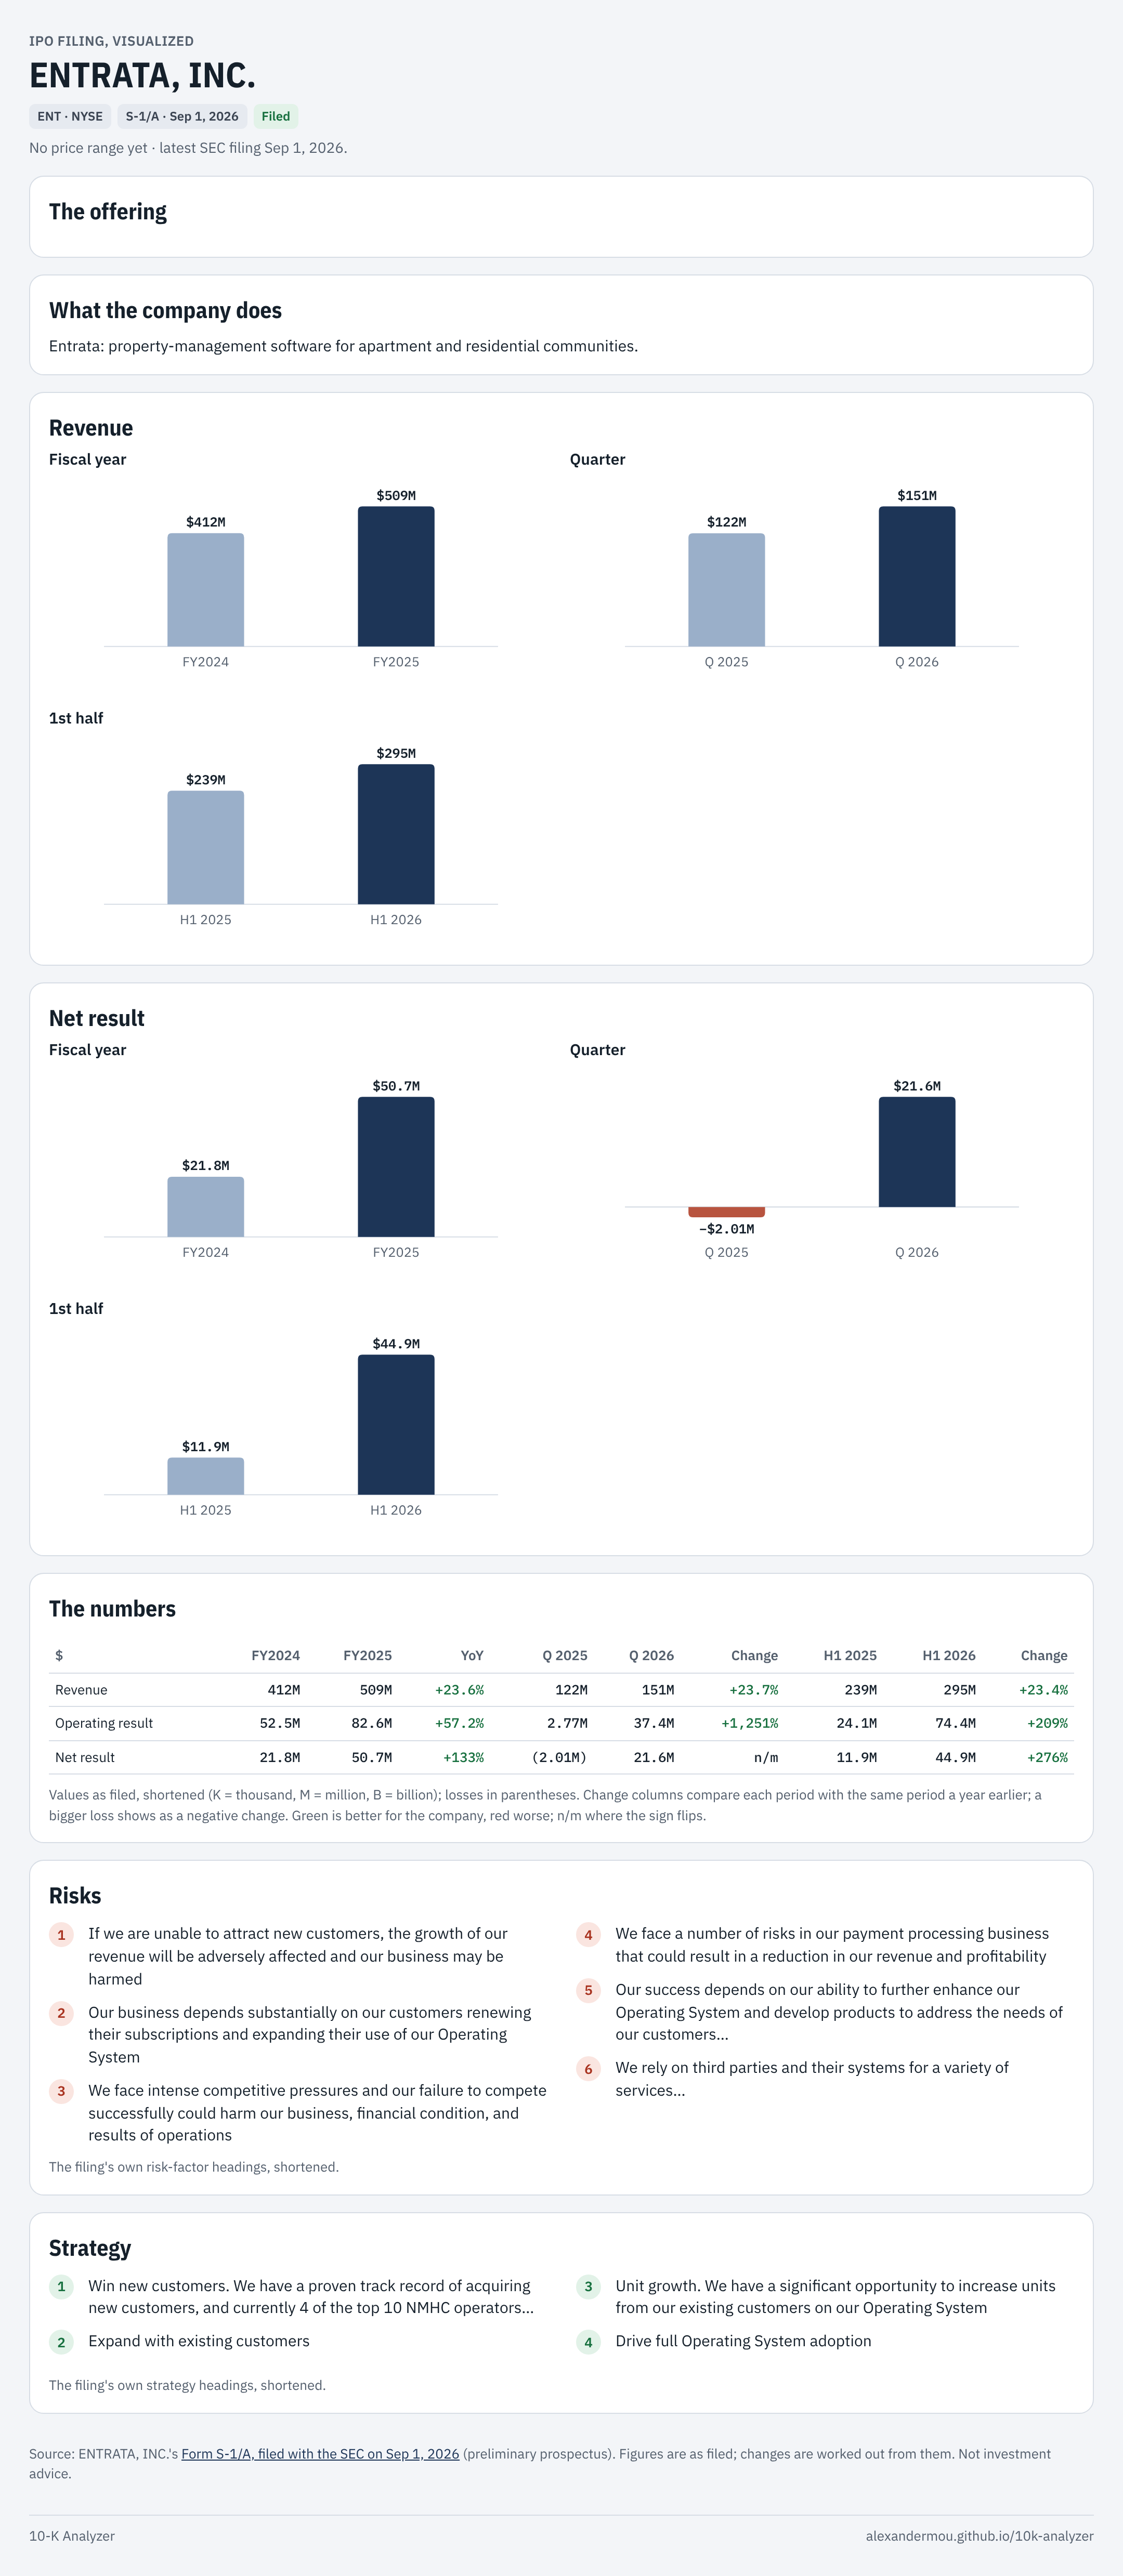 IPO FILING, VISUALIZED
ENTRATA, INC.
ENT · NYSE S-1/A · Sep 1, 2026 Filed
No price range yet · latest SEC filing Sep 1, 2026.
The offering
What the company does
Entrata: property-management software for apartment and residential communities.
Revenue
Fiscal year
$412M
$509M
FY2024
FY2025
Quarter
$122M
$151M
Q 2025
Q 2026
1st half
$239M
$295M
H1 2025
H1 2026
Net result
Fiscal year
$21.8M
$50.7M
FY2024
FY2025
Quarter
$21.6M
−$2.01M
Q 2025
Q 2026
1st half
$11.9M
$44.9M
H1 2025
H1 2026
The numbers
$ FY2024 FY2025 YoY Q 2025 Q 2026 Change H1 2025 H1 2026 Change
Revenue 412M 509M +23.6% 122M 151M +23.7% 239M 295M +23.4%
Operating result 52.5M 82.6M +57.2% 2.77M 37.4M +1,251% 24.1M 74.4M +209%
Net result 21.8M 50.7M +133% (2.01M) 21.6M n/m 11.9M 44.9M +276%
Values as filed, shortened (K = thousand, M = million, B = billion); losses in parentheses. Change columns compare each period with the same period a year earlier; a
bigger loss shows as a negative change. Green is better for the company, red worse; n/m where the sign flips.
Risks
1 If we are unable to attract new customers, the growth of our
revenue will be adversely affected and our business may be
harmed
2 Our business depends substantially on our customers renewing
their subscriptions and expanding their use of our Operating
System
3 We face intense competitive pressures and our failure to compete
successfully could harm our business, financial condition, and
results of operations
4 We face a number of risks in our payment processing business
that could result in a reduction in our revenue and profitability
5 Our success depends on our ability to further enhance our
Operating System and develop products to address the needs of
our customers…
6 We rely on third parties and their systems for a variety of
services…
The filing's own risk-factor headings, shortened.
Strategy
1 Win new customers. We have a proven track record of acquiring
new customers, and currently 4 of the top 10 NMHC operators…
2 Expand with existing customers
3 Unit growth. We have a significant opportunity to increase units
from our existing customers on our Operating System
4 Drive full Operating System adoption
The filing's own strategy headings, shortened.
Source: ENTRATA, INC.'s Form S-1/A, filed with the SEC on Sep 1, 2026 (preliminary prospectus). Figures are as filed; changes are worked out from them. Not investment
advice.
10-K Analyzer
alexandermou.github.io/10k-analyzer